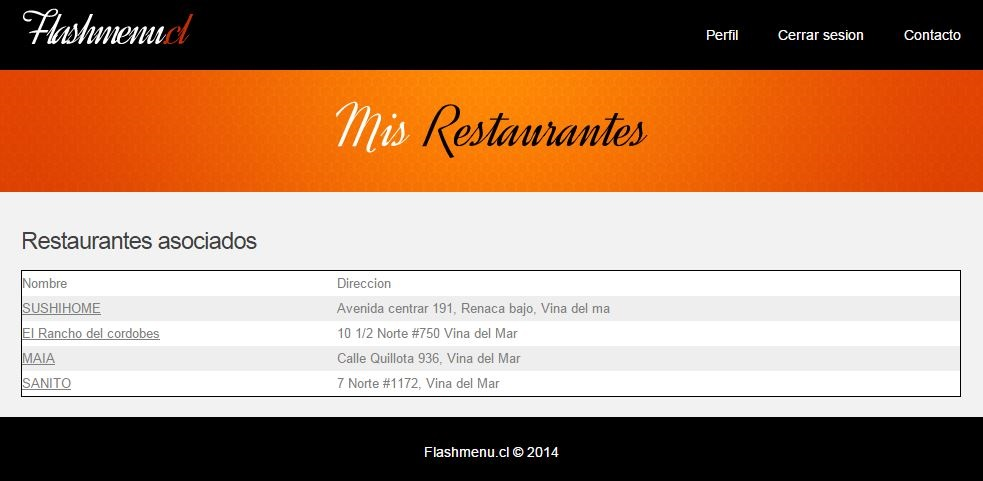 Flashmenu.cl
Perfil Cerrar sesion Contacto
Mis Restaurantes
Restaurantes asociados
Nombre Direccion
SUSHIHOME Avenida centrar 191, Renaca bajo, Vina del ma
El Rancho del cordobes 10 1/2 Norte #750 Vina del Mar
MAIA Calle Quillota 936, Vina del Mar
SANITO 7 Norte #1172, Vina del Mar
Flashmenu.cl © 2014